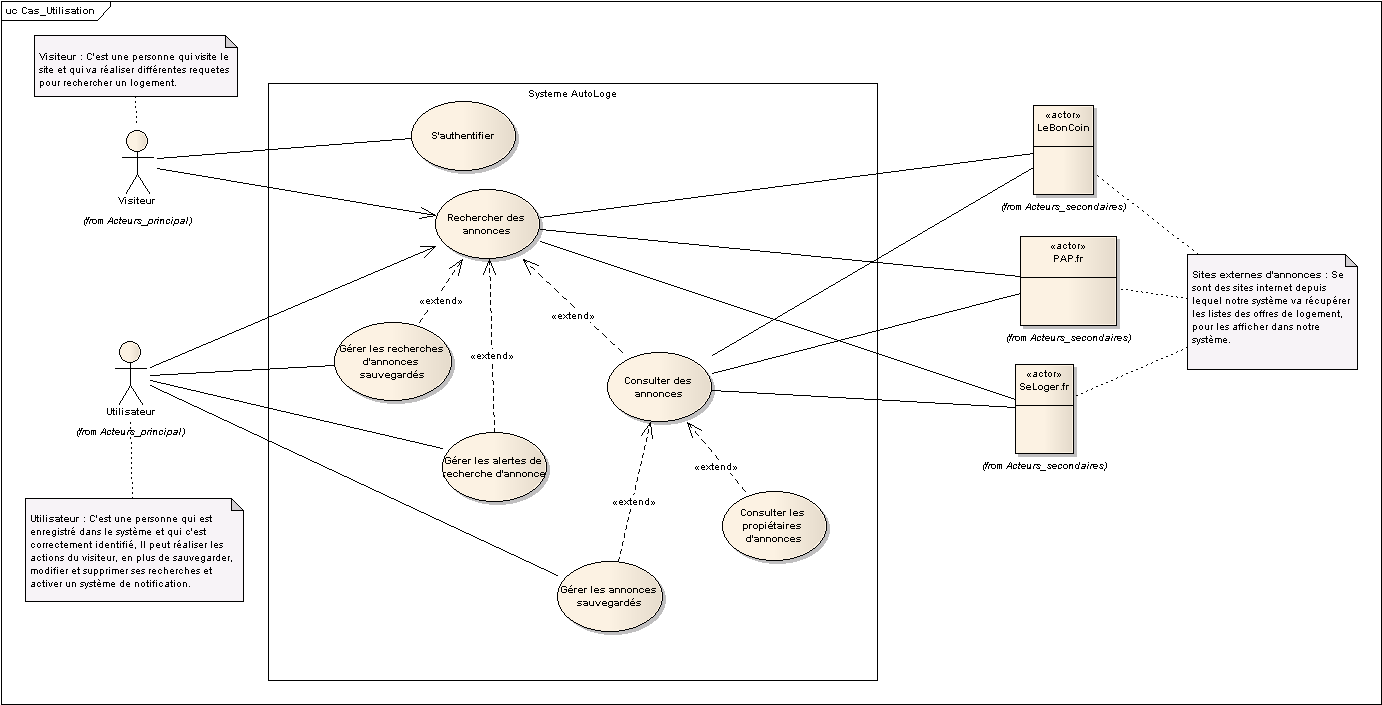 uc Cas_Utilisation
Visiteur : C'est une personne qui visite le
site et qui va réaliser différentes requetes
pour rechercher un logement.
Visiteur
(from Acteurs_principal)
Systeme AutoLoge
S'authentifier
Rechercher des
annonces
«extend»
«extend»
«extend»
Gérer les recherches
d'annonces
sauvegardés
Consulter des
annonces
Utilisateur
(from Acteurs_principal)
Gérer les alertes de
recherche d'annonce
«extend»
«extend»
Consulter les
propiétaires
d'annonces
Gérer les annonces
sauvegardés
Utilisateur : C'est une personne qui est
enregistré dans le système et qui c'est
correctement identifié, Il peut réaliser les
actions du visiteur, en plus de sauvegarder,
modifier et supprimer ses recherches et
activer un système de notification.
«actor»
LeBonCoin
(from Acteurs_secondaires)
«actor»
PAP.fr
(from Acteurs_secondaires)
«actor»
SeLoger.fr
(from Acteurs_secondaires)
Sites externes d'annonces : Se
sont des sites internet depuis
lequel notre système va récupérer
les listes des offres de logement,
pour les afficher dans notre
système.